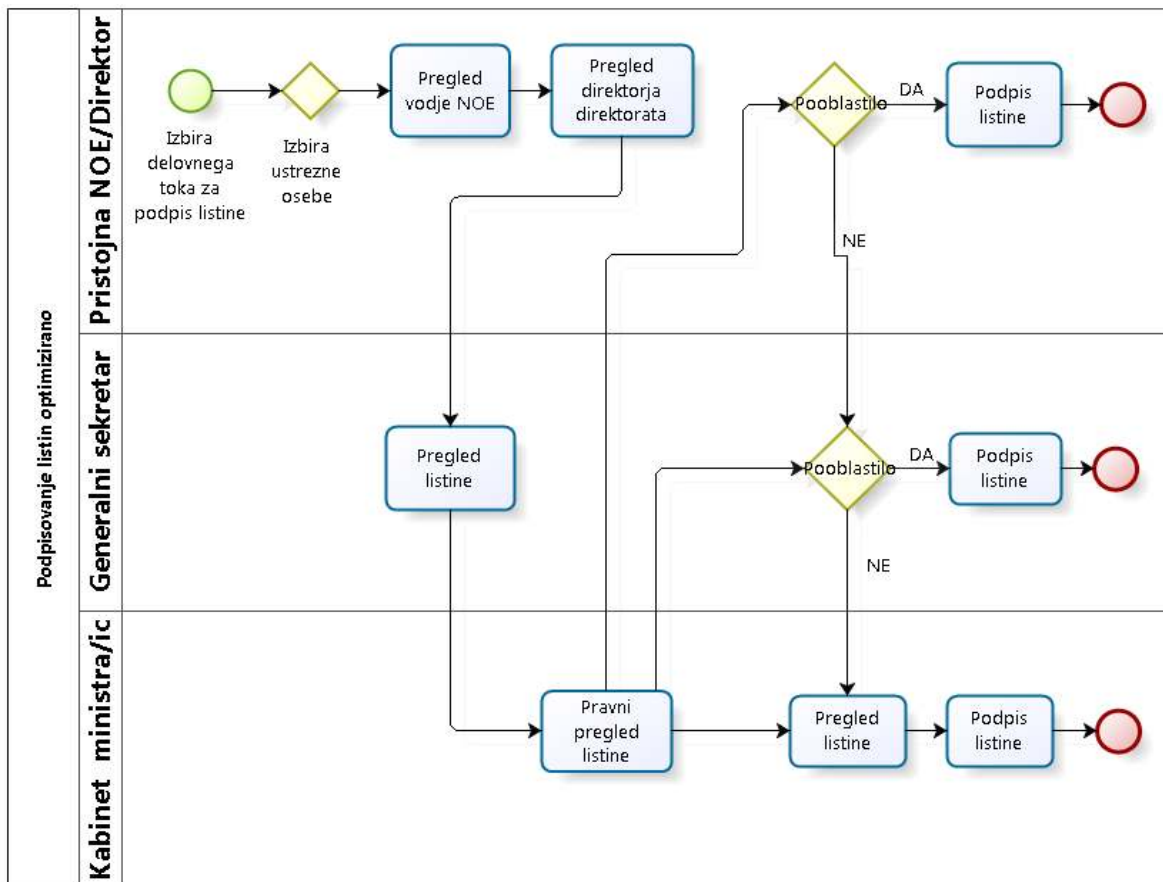 Podpisovanje listin optimizirano
Pristojna NOE/Direktor
Izbira
delovnega
toka za
podpis listine
Izbira
ustrezne
osebe
Pregled
vodje NOE
Pregled
direktorja
direktorata
Pooblastilo
DA
NE
Podpis
listine
Generalni sekretar
Pregled
listine
Pooblastilo
DA
NE
Podpis
listine
Kabinet ministra/ic
Pravni
pregled
listine
Pregled
listine
Podpis
listine